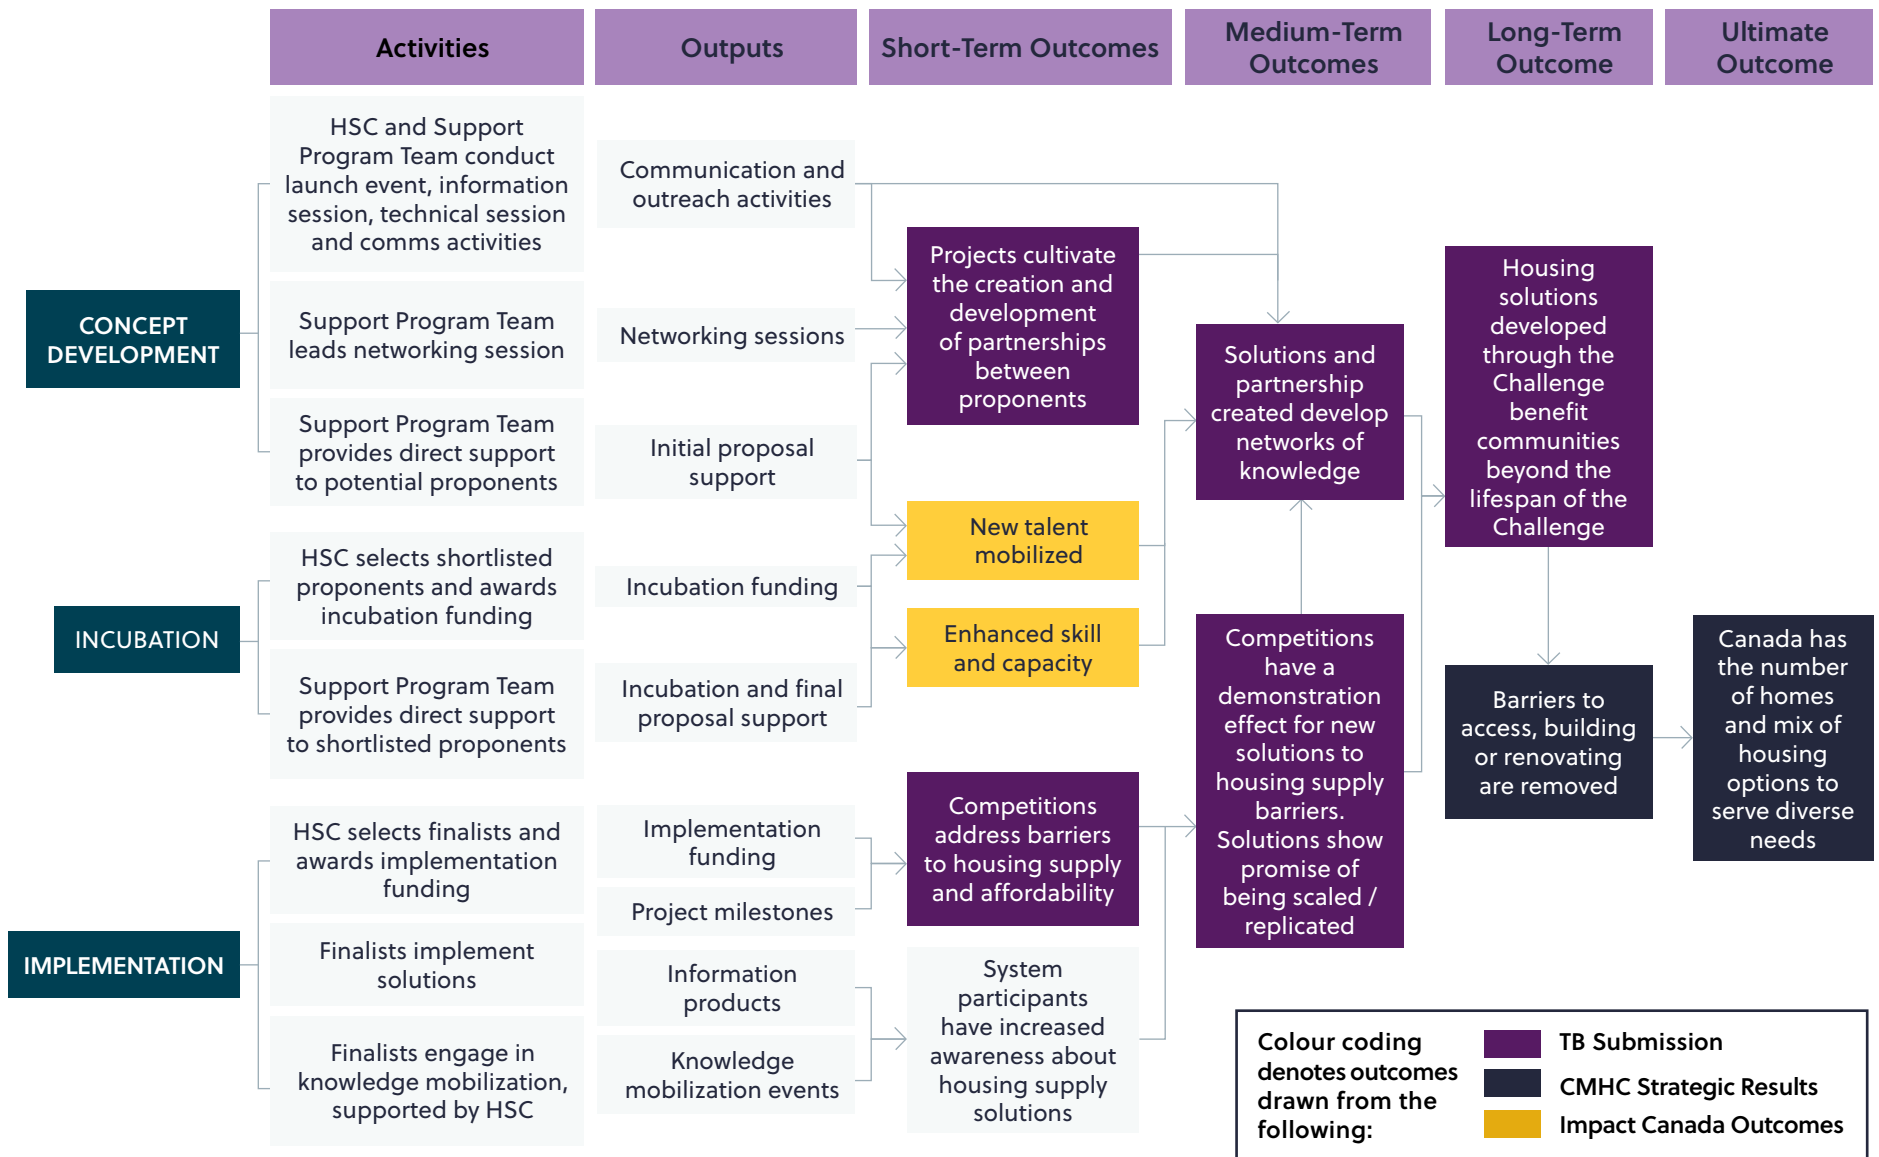 Activities
Outputs
Short-Term Outcomes
Medium-Term
Outcomes
Long-Term
Outcome
Ultimate
Outcome
CONCEPT
DEVELOPMENT
HSC and Support
Program Team conduct
launch event, information
session, technical session
and comms activities
Support Program Team
leads networking session
Support Program Team
provides direct support
to potential proponents
Communication and
outreach activities
Networking sessions
Initial proposal
support
Projects cultivate
the creation and
development
of partnerships
between
proponents
New talent
mobilized
Solutions and
partnership
created develop
networks of
knowledge
Housing
solutions
developed
through the
Challenge
benefit
communities
beyond the
lifespan of the
Challenge
INCUBATION
HSC selects shortlisted
proponents and awards
incubation funding
Support Program Team
provides direct support
to shortlisted proponents
Incubation funding
Incubation and final
proposal support
Enhanced skill
and capacity
Competitions
have a
demonstration
effect for new
solutions to
housing supply
barriers.
Solutions show
promise of
being scaled /
replicated
Barriers to
access, building
or renovating
are removed
Canada has
the number
of homes
and mix of
housing
options to
serve diverse
needs
IMPLEMENTATION
HSC selects finalists and
awards implementation
funding
Finalists implement
solutions
Finalists engage in
knowledge mobilization,
supported by HSC
Implementation
funding
Project milestones
Information
products
Knowledge
mobilization events
Competitions
address barriers
to housing supply
and affordability
System
participants
have increased
awareness about
housing supply
solutions
Colour coding
denotes outcomes
drawn from the
following:
TB Submission
CMHC Strategic Results
Impact Canada Outcomes